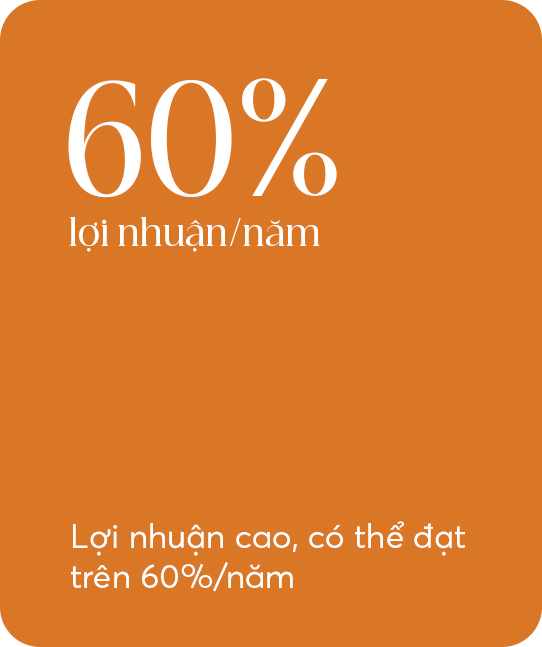 60%
lợi nhuận/năm
Lợi nhuận cao, có thể đạt
trên 60%/năm